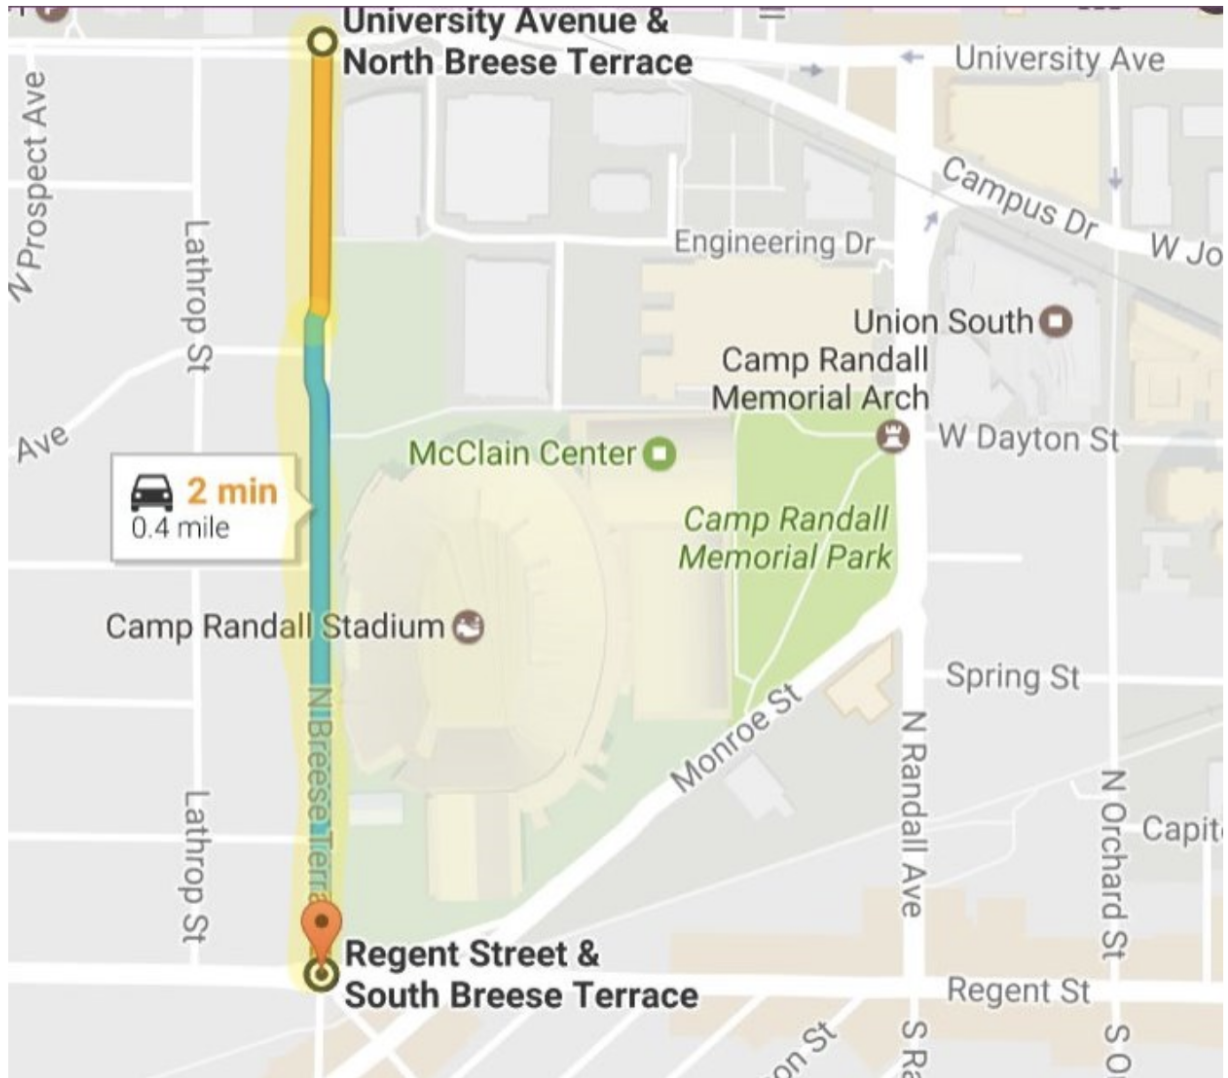 University Avenue &
North Breese Terrace
University Ave
N Prospect Ave
Lathrop St
Campus Dr
Engineering Dr
W Jo
Union South
Camp Randall
Memorial Arch
Ave
McClain Center
W Dayton St
2 min
0.4 mile
Camp Randall
Memorial Park
Camp Randall Stadium
Spring St
N Breese Terra
Monroe St
N Randall Ave
N Orchard St
Lathrop St
Capit
Regent Street &
South Breese Terrace
Regent St
on St
S Ra
S O